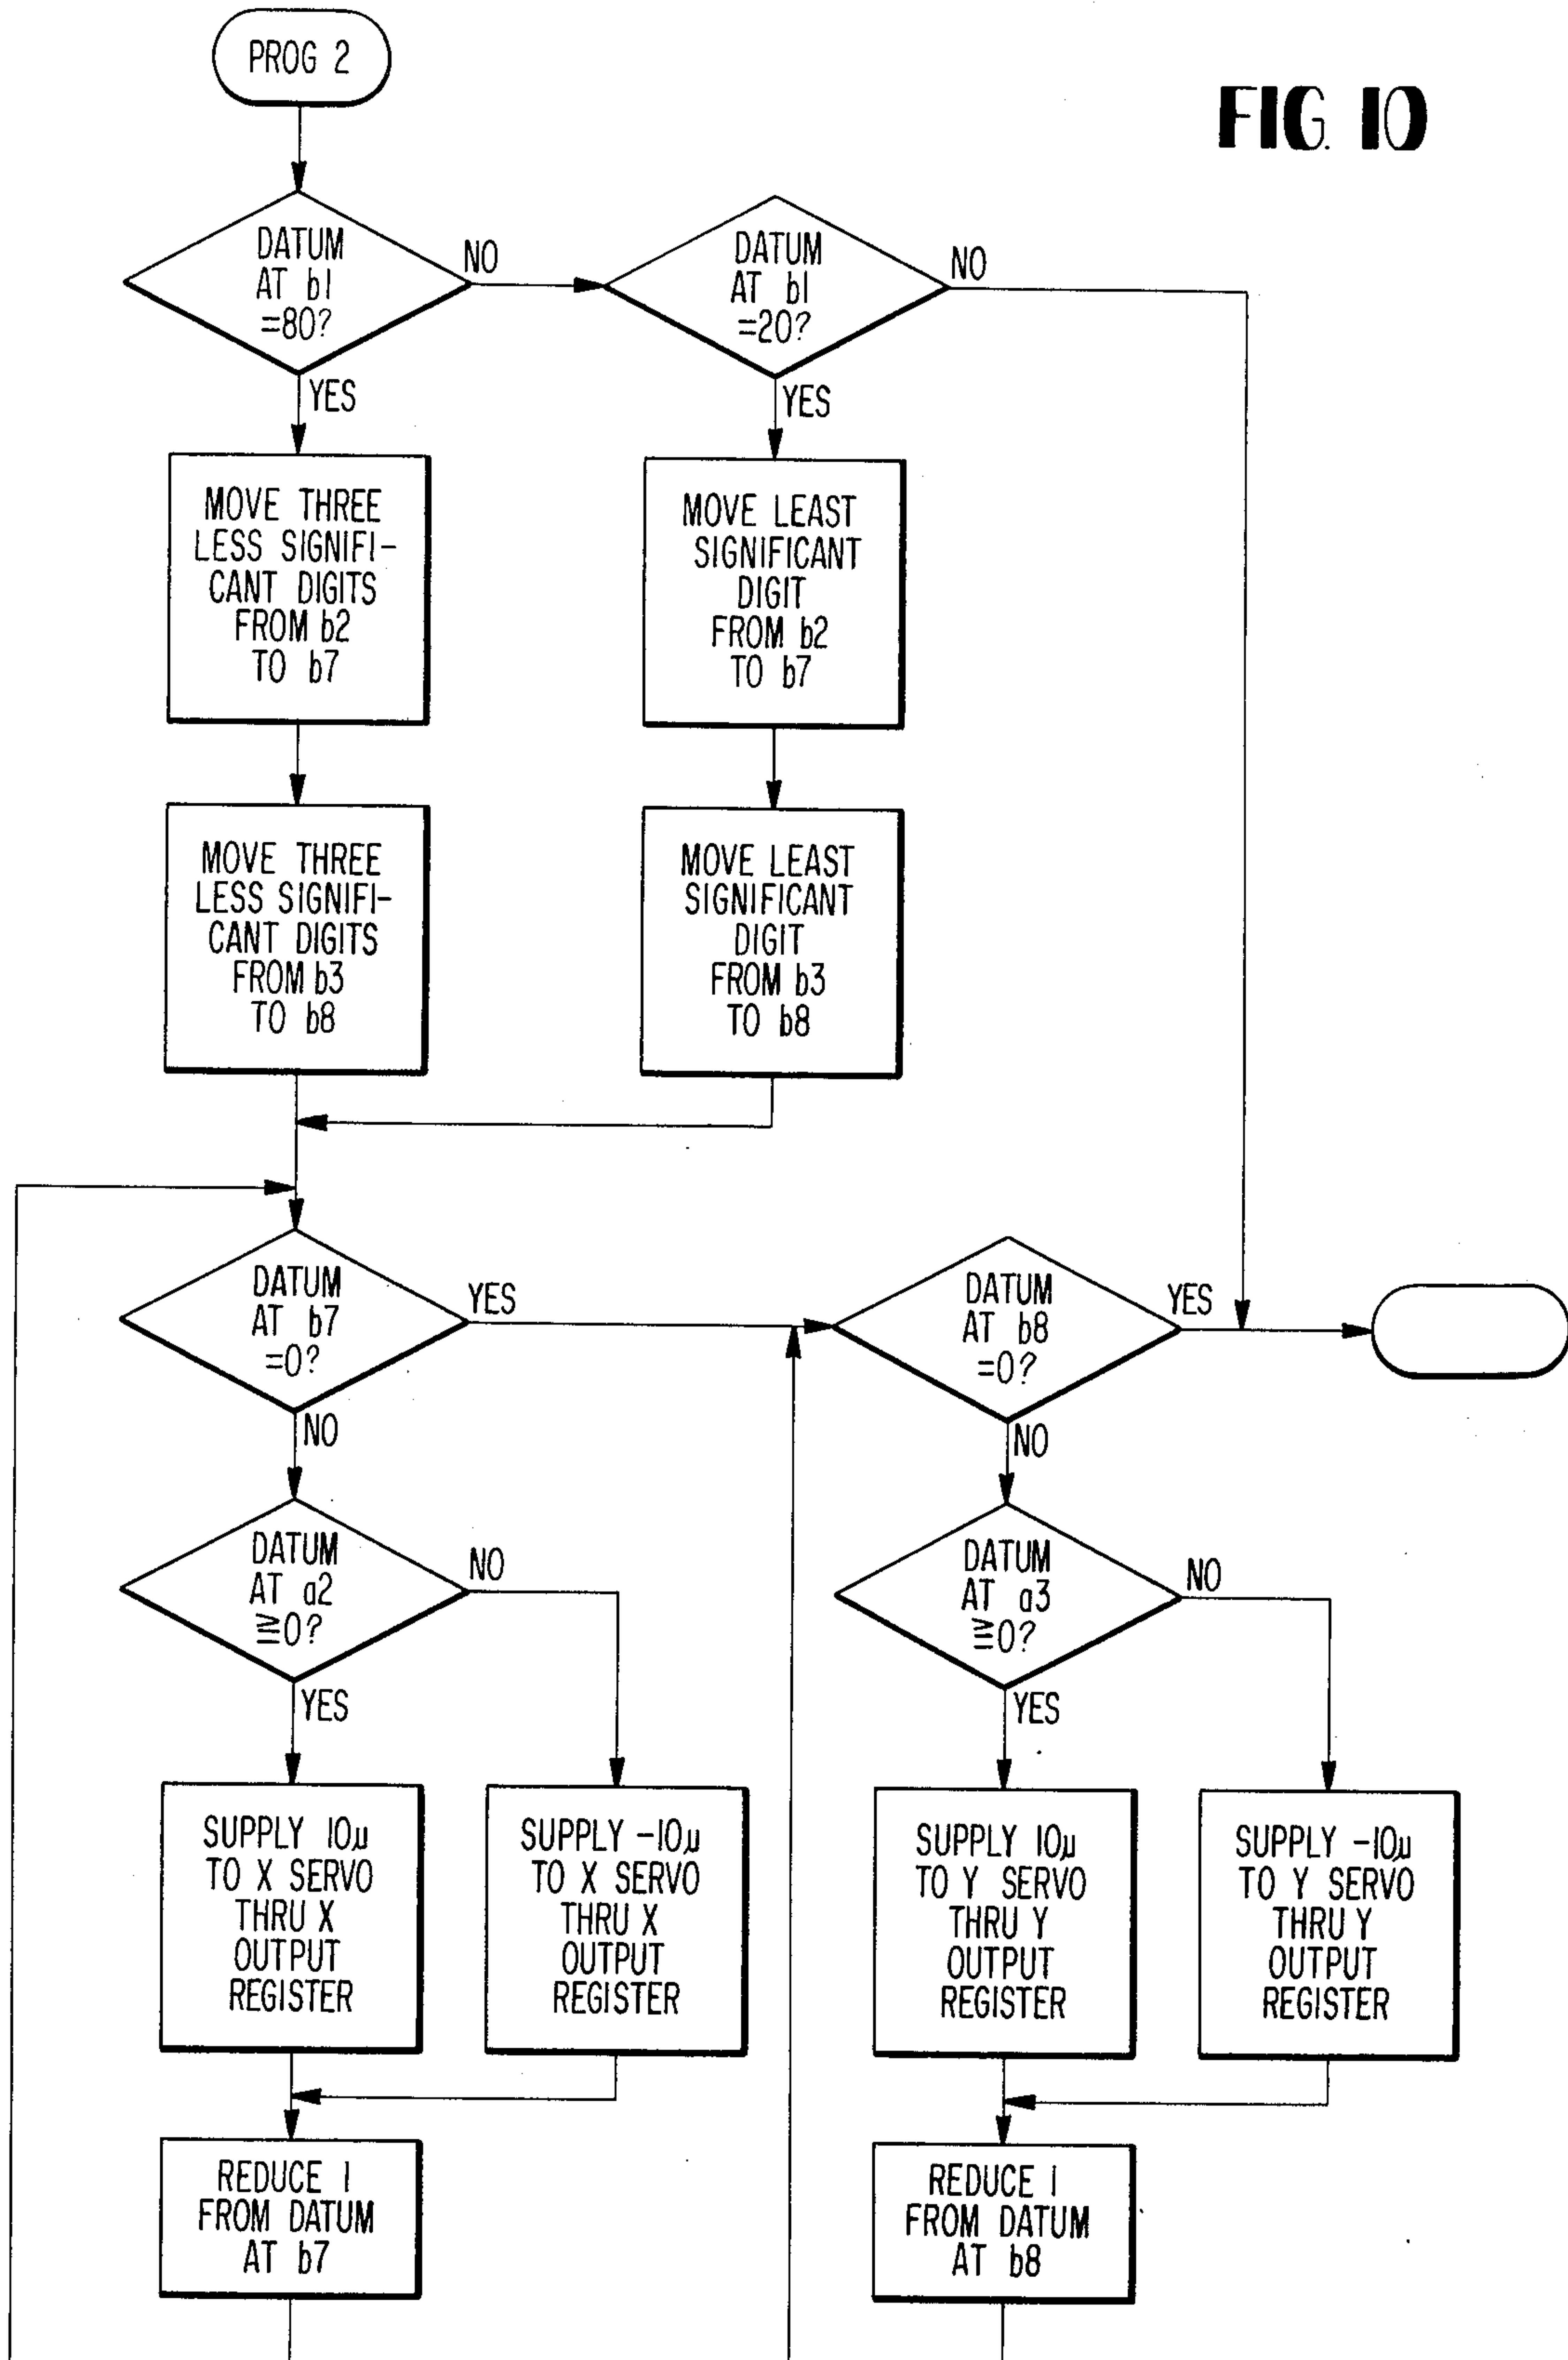 PROG 2
FIG. 10
DATUM
AT b1
=80?
NO
DATUM
AT b1
=20?
NO
YES
YES
MOVE THREE
LESS SIGNIFI-
CANT DIGITS
FROM b2
TO b7
MOVE LEAST
SIGNIFICANT
DIGIT
FROM b2
TO b7
MOVE THREE
LESS SIGNIFI-
CANT DIGITS
FROM b3
TO b8
MOVE LEAST
SIGNIFICANT
DIGIT
FROM b3
TO b8
DATUM
AT b7
=0?
YES
DATUM
AT b8
=0?
YES
NO
NO
DATUM
AT a2
≧0?
NO
DATUM
AT a3
≧0?
NO
YES
YES
SUPPLY 10μ
TO X SERVO
THRU X
OUTPUT
REGISTER
SUPPLY -10μ
TO X SERVO
THRU X
OUTPUT
REGISTER
SUPPLY 10μ
TO Y SERVO
THRU Y
OUTPUT
REGISTER
SUPPLY -10μ
TO Y SERVO
THRU Y
OUTPUT
REGISTER
REDUCE 1
FROM DATUM
AT b7
REDUCE 1
FROM DATUM
AT b8